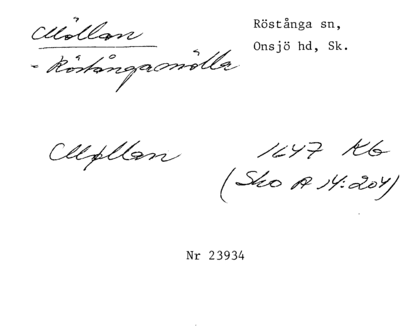 Möllan
= Röstångamölla
Röstånga sn,
Onsjö hd, Sk.
Møllan 1647 Kb
(Sko A 14:204)
Nr 23934